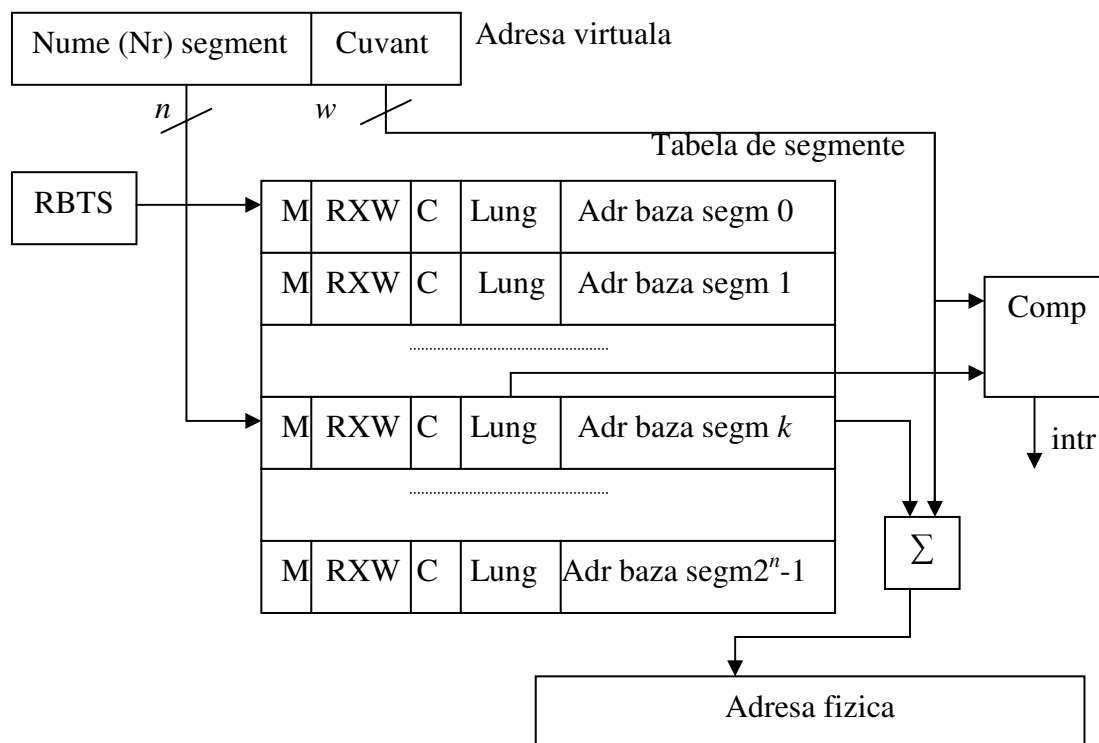 Nume (Nr) segment Cuvant Adresa virtuala
n w
Tabela de segmente
RBTS
M RXW C Lung Adr baza segm 0
M RXW C Lung Adr baza segm 1
Comp
M RXW C Lung Adr baza segm k
intr
∑
M RXW C Lung Adr baza segm2ⁿ-1
Adresa fizica